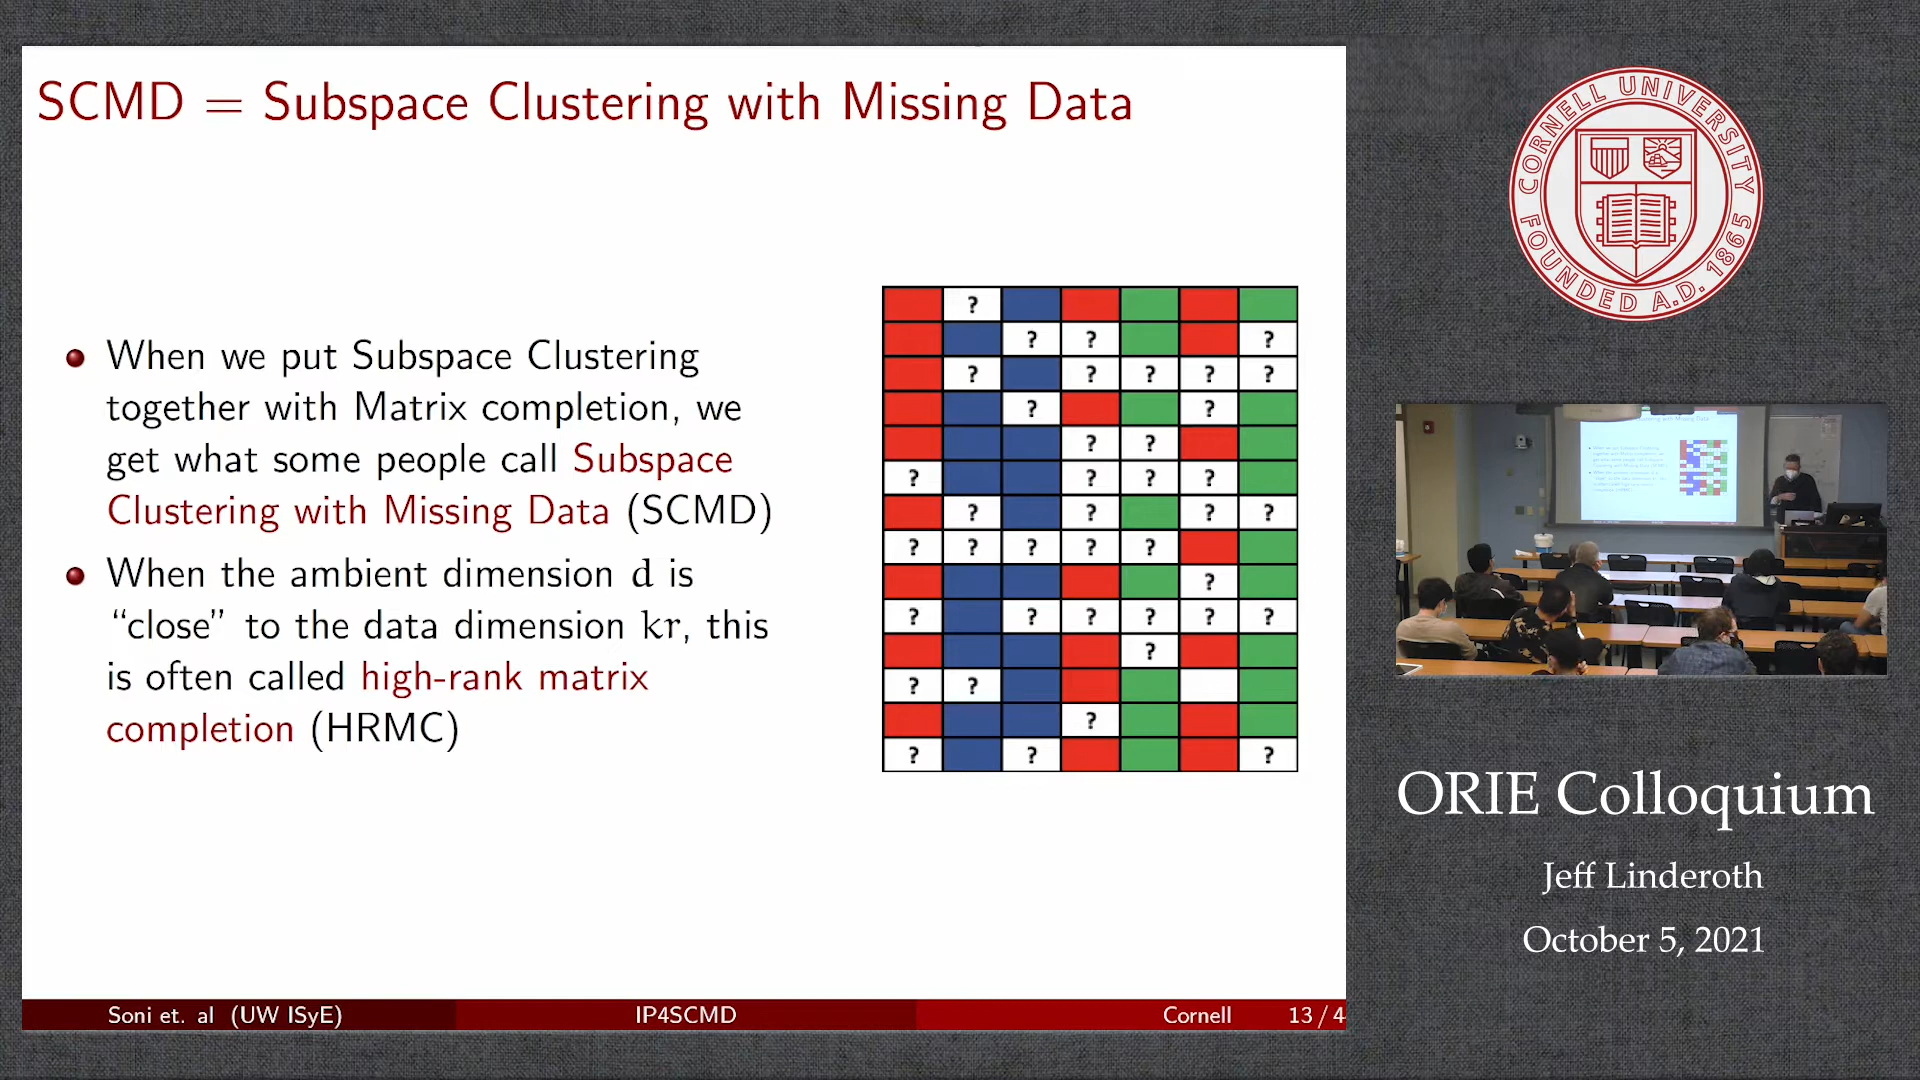 SCMD = Subspace Clustering with Missing Data
When we put Subspace Clustering
together with Matrix completion, we
get what some people call Subspace
Clustering with Missing Data (SCMD)
When the ambient dimension d is
“close” to the data dimension kr, this
is often called high-rank matrix
completion (HRMC)
?
? ? ?
? ? ? ? ?
? ?
? ?
? ? ? ?
? ? ? ?
? ? ? ? ?
?
? ? ? ? ? ?
?
? ?
?
? ? ?
Soni et. al (UW ISyE) IP4SCMD Cornell 13 / 4
CORNELL UNIVERSITY
FOUNDED A.D. 1865
ORIE Colloquium
Jeff Linderoth
October 5, 2021